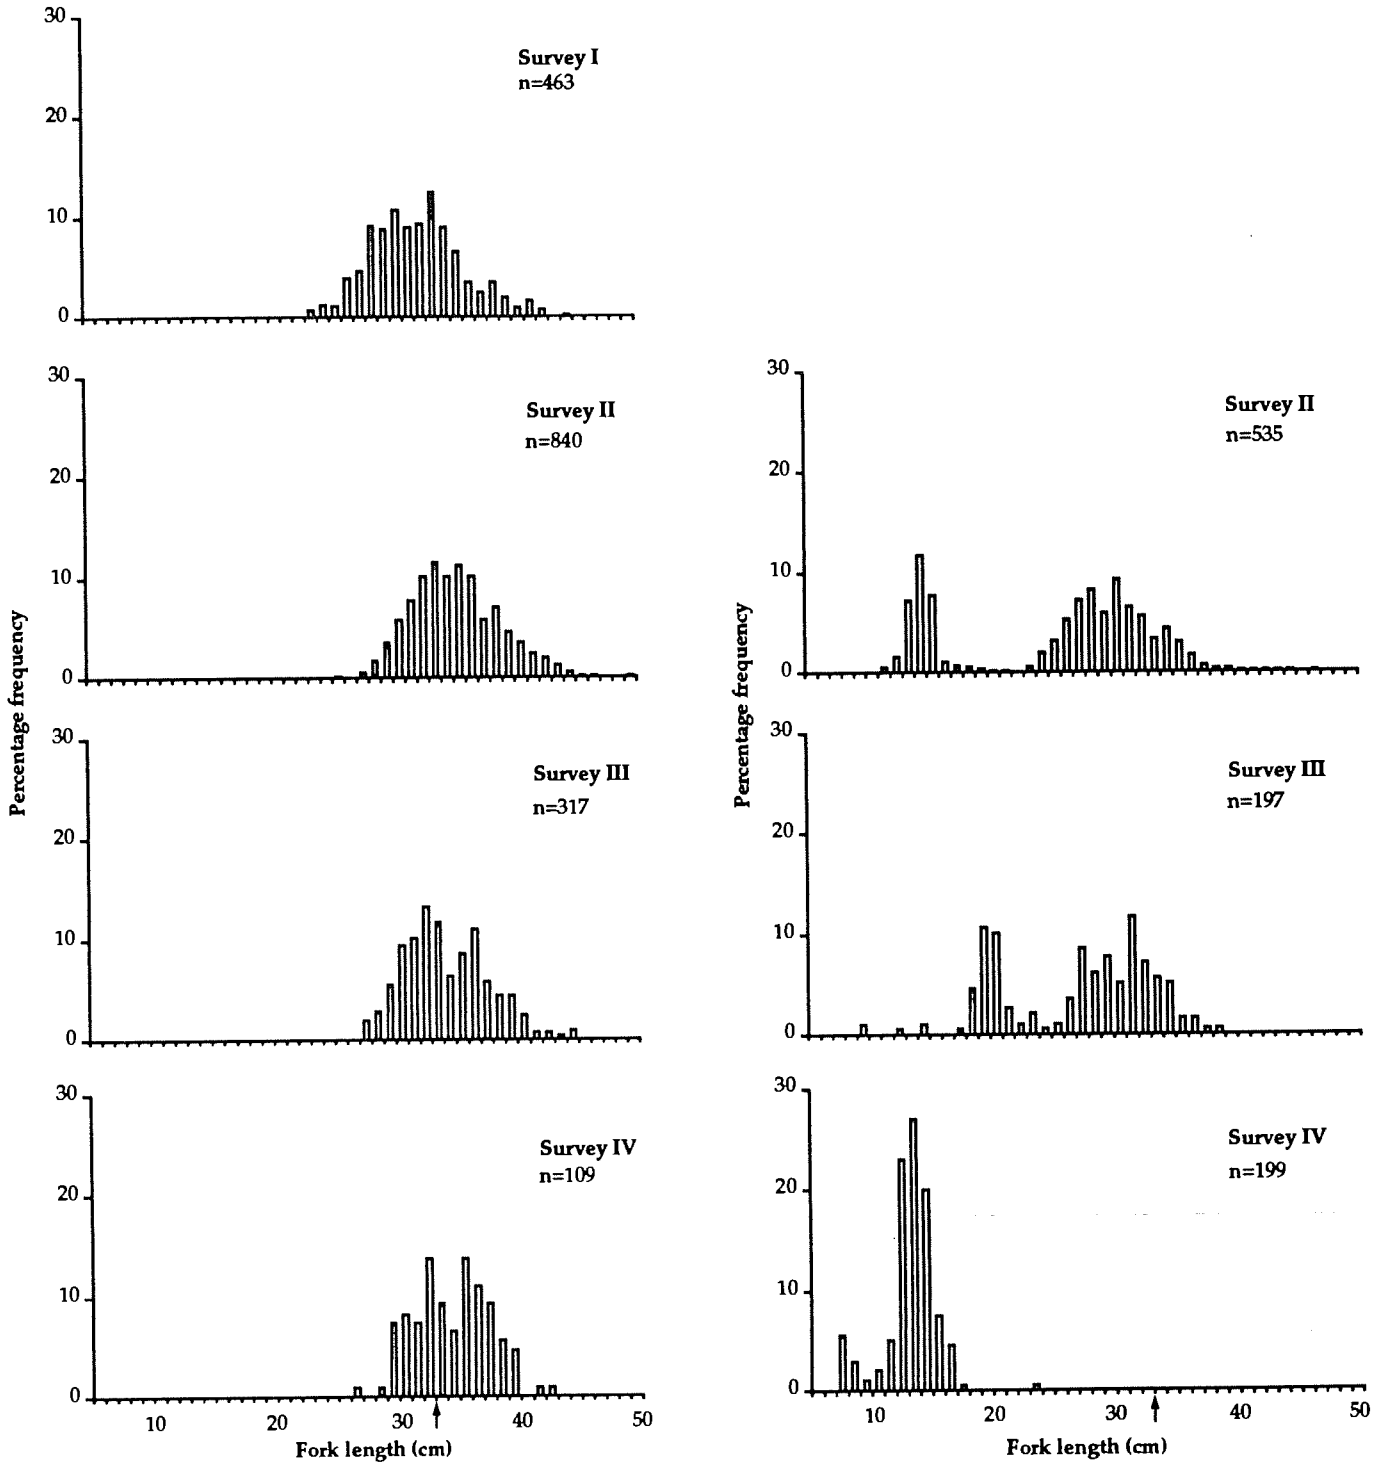 30
20
10
0
Survey I
n=463
30
20
10
0
Survey II
n=840
30
20
10
0
Survey III
n=317
30
20
10
0
Survey IV
n=109
10 20 30 40 50
Fork length (cm)
Percentage frequency
30
20
10
0
Survey II
n=535
30
20
10
0
Survey III
n=197
30
20
10
0
Survey IV
n=199
10 20 30 40 50
Fork length (cm)
Percentage frequency